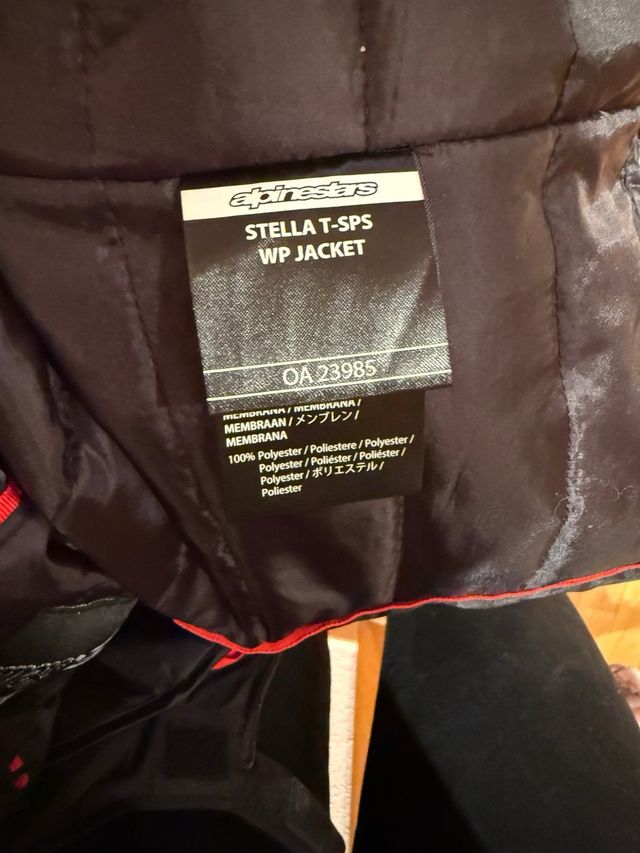 alpinestars
STELLA T-SPS
WP JACKET
OA 23985
MEMBRANA / MEMBRANA /
MEMBRAAN / メンブレン /
MEMBRANA
100% Polyester / Poliestere / Polyester /
Polyester / Poliéster / Poliéster /
Polyester / ポリエステル /
Poliester